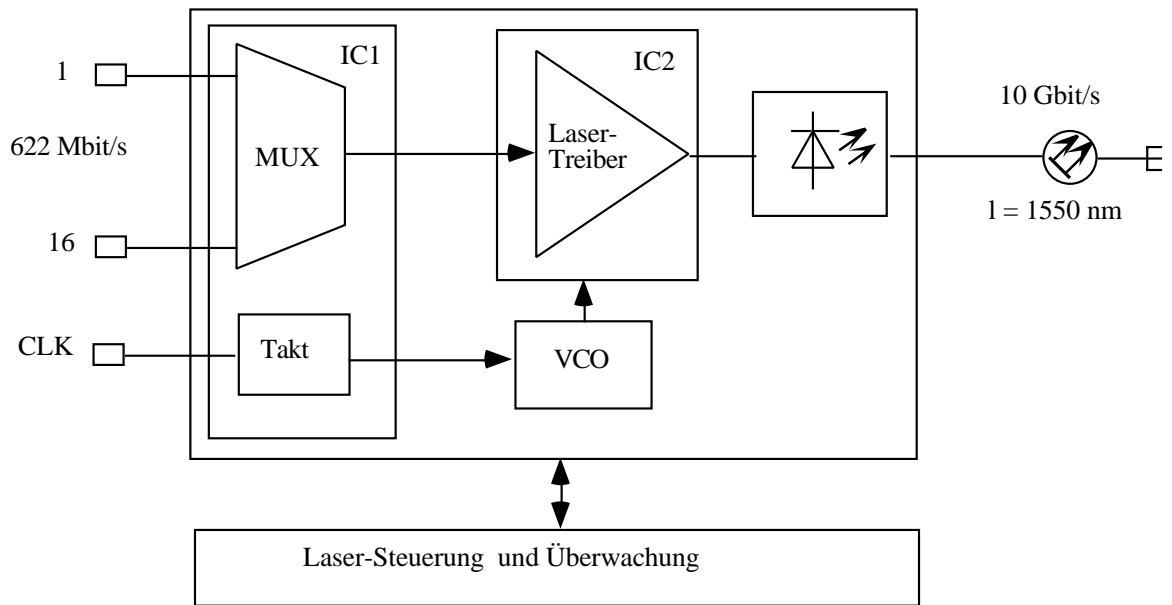 1
622 Mbit/s
16
CLK
IC1
MUX
Takt
IC2
Laser-
Treiber
VCO
10 Gbit/s
l = 1550 nm
Laser-Steuerung und Überwachung